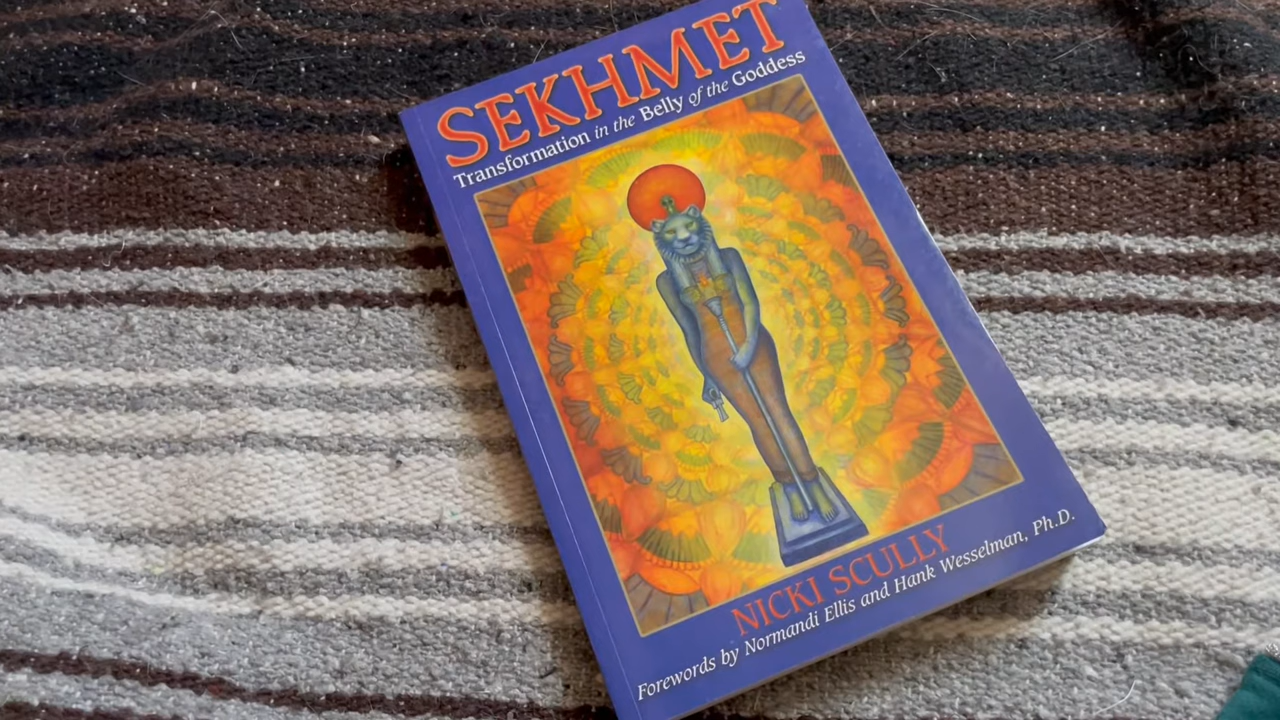 SEKHMET
Transformation in the Belly of the Goddess
NICKI SCULLY
Forewords by Normandi Ellis and Hank Wesselman, Ph.D.